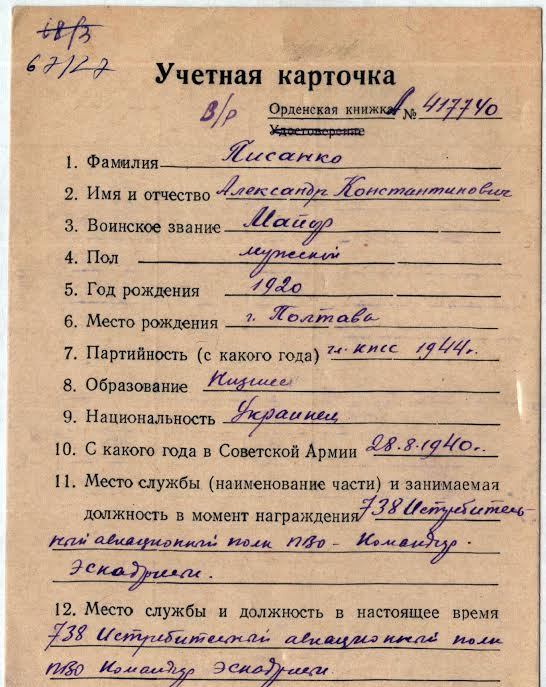 18/3
67/27
Учетная карточка
В/р Орденская книжка А № 417740
Удостоверение
1. Фамилия Писанко
2. Имя и отчество Александр Константинович
3. Воинское звание Майор
4. Пол мужской
5. Год рождения 1920
6. Место рождения г. Полтава
7. Партийность (с какого года) чл. КПСС 1944г.
8. Образование Низшее
9. Национальность Украинец
10. С какого года в Советской Армии 28.8.1940г.
11. Место службы (наименование части) и занимаемая
должность в момент награждения 738 Истребитель-
ный авиационный полк ПВО - Командир
Эскадрильи.
12. Место службы и должность в настоящее время
738 Истребительный авиационный полк
ПВО Командир Эскадрильи.